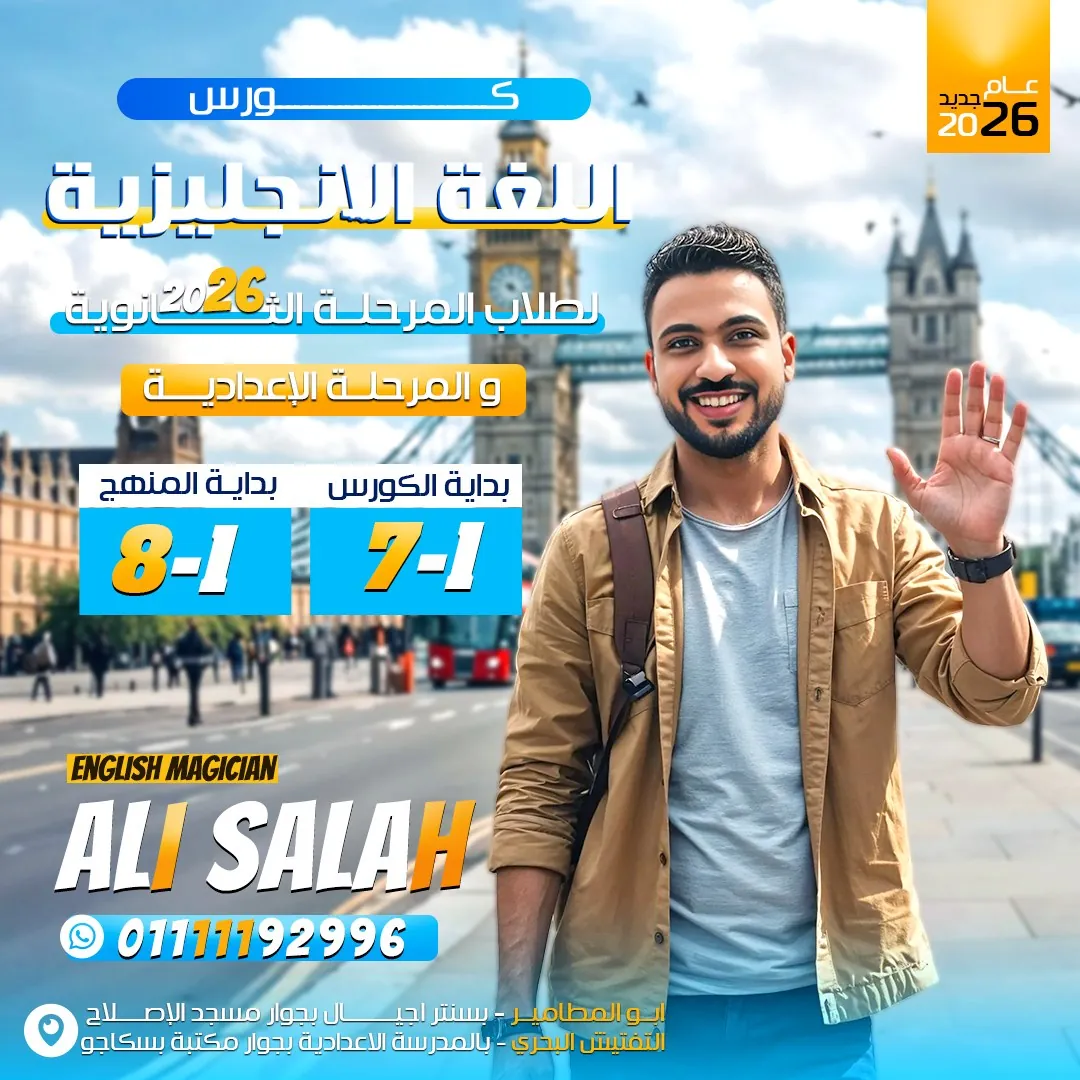 عام
جديد
2026
كورس
اللغة الانجليزية
لطلاب المرحلة الثانوية 2026
و المرحلة الإعدادية
بداية الكورس
7-1
بداية المنهج
8-1
ENGLISH MAGICIAN
ALI SALAH
01111192996
ابو المطامير - بسنتر اجيال بجوار مسجد الإصلاح
التفتيش البحري - بالمدرسة الاعدادية بجوار مكتبة بسكاجو